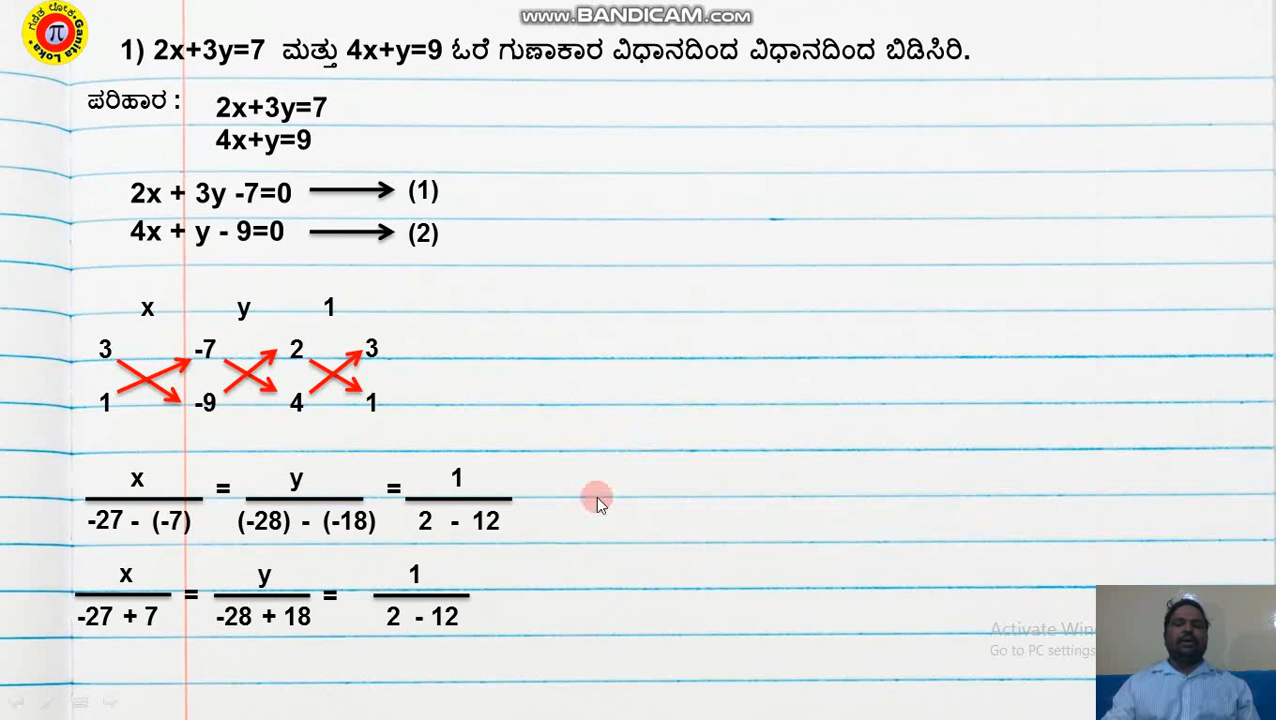 www.BANDICAM.com
ಗಣಿತ ಲೋಕ
π
Ganita Loka
1) 2x+3y=7 ಮತ್ತು 4x+y=9 ಓರೆ ಗುಣಾಕಾರ ವಿಧಾನದಿಂದ ವಿಧಾನದಿಂದ ಬಿಡಿಸಿರಿ.
ಪರಿಹಾರ : 2x+3y=7
4x+y=9
2x + 3y -7=0 (1)
4x + y - 9=0 (2)
x y 1
3 -7 2 3
1 -9 4 1
x = y = 1
-27 - (-7) (-28) - (-18) 2 - 12
x = y = 1
-27 + 7 -28 + 18 2 - 12
Activate Win
Go to PC settings